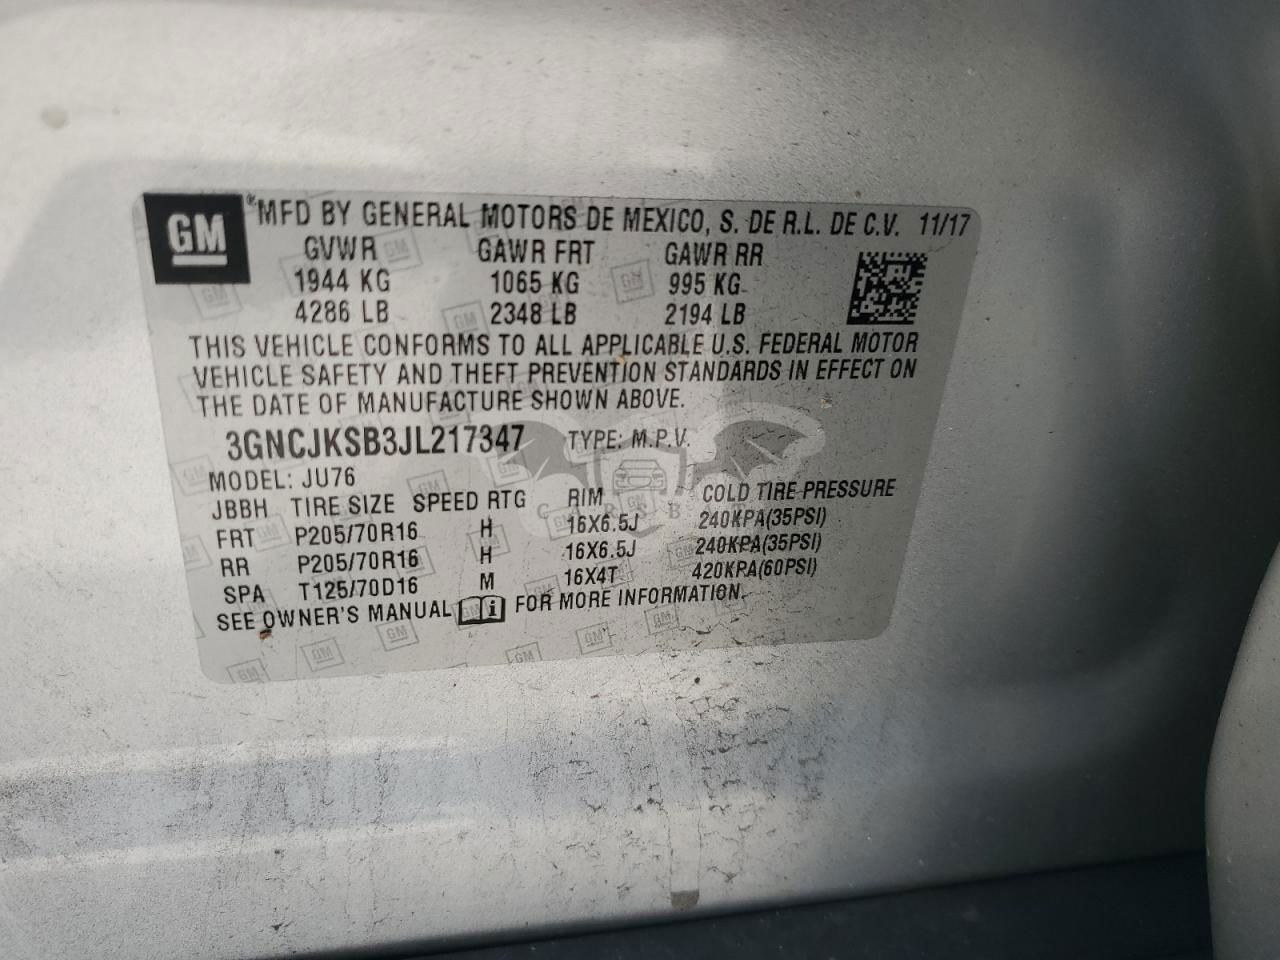 GM ® MFD BY GENERAL MOTORS DE MEXICO, S. DE R.L. DE C.V. 11/17
GVWR GAWR FRT GAWR RR
1944 KG 1065 KG 995 KG
4286 LB 2348 LB 2194 LB
THIS VEHICLE CONFORMS TO ALL APPLICABLE U.S. FEDERAL MOTOR
VEHICLE SAFETY AND THEFT PREVENTION STANDARDS IN EFFECT ON
THE DATE OF MANUFACTURE SHOWN ABOVE.
3GNCJKSB3JL217347 TYPE: M.P.V.
MODEL: JU76
JBBH TIRE SIZE SPEED RTG RIM COLD TIRE PRESSURE
FRT P205/70R16 H 16X6.5J 240KPA(35PSI)
RR P205/70R16 H 16X6.5J 240KPA(35PSI)
SPA T125/70D16 M 16X4T 420KPA(60PSI)
SEE OWNER'S MANUAL i FOR MORE INFORMATION.